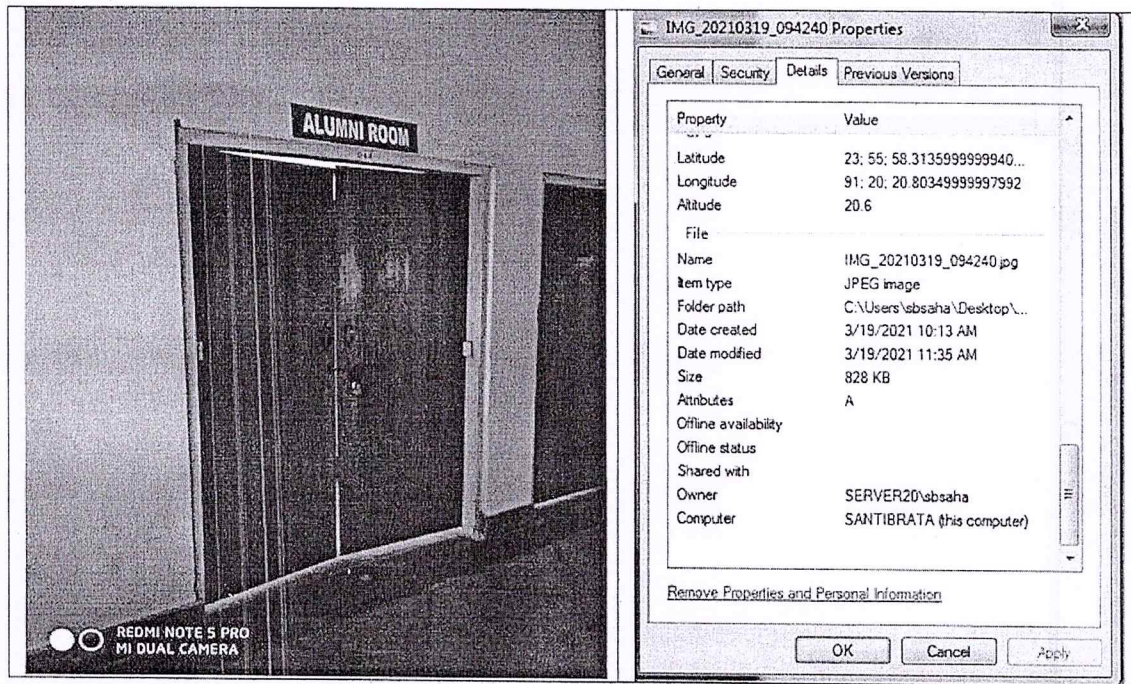 ALUMNI ROOM
REDMI NOTE 5 PRO
MI DUAL CAMERA
IMG_20210319_094240 Properties
General Security Details Previous Versions
Property Value
Latitude 23; 55; 58.3135999999940...
Longitude 91; 20; 20.80349999997992
Altitude 20.6
File
Name IMG_20210319_094240.jpg
Item type JPEG image
Folder path C:\Users\sbsaha\Desktop\...
Date created 3/19/2021 10:13 AM
Date modified 3/19/2021 11:35 AM
Size 828 KB
Attributes A
Offline availability
Offline status
Shared with
Owner SERVER20\sbsaha
Computer SANTIBRATA (this computer)
Remove Properties and Personal Information
OK Cancel Apply